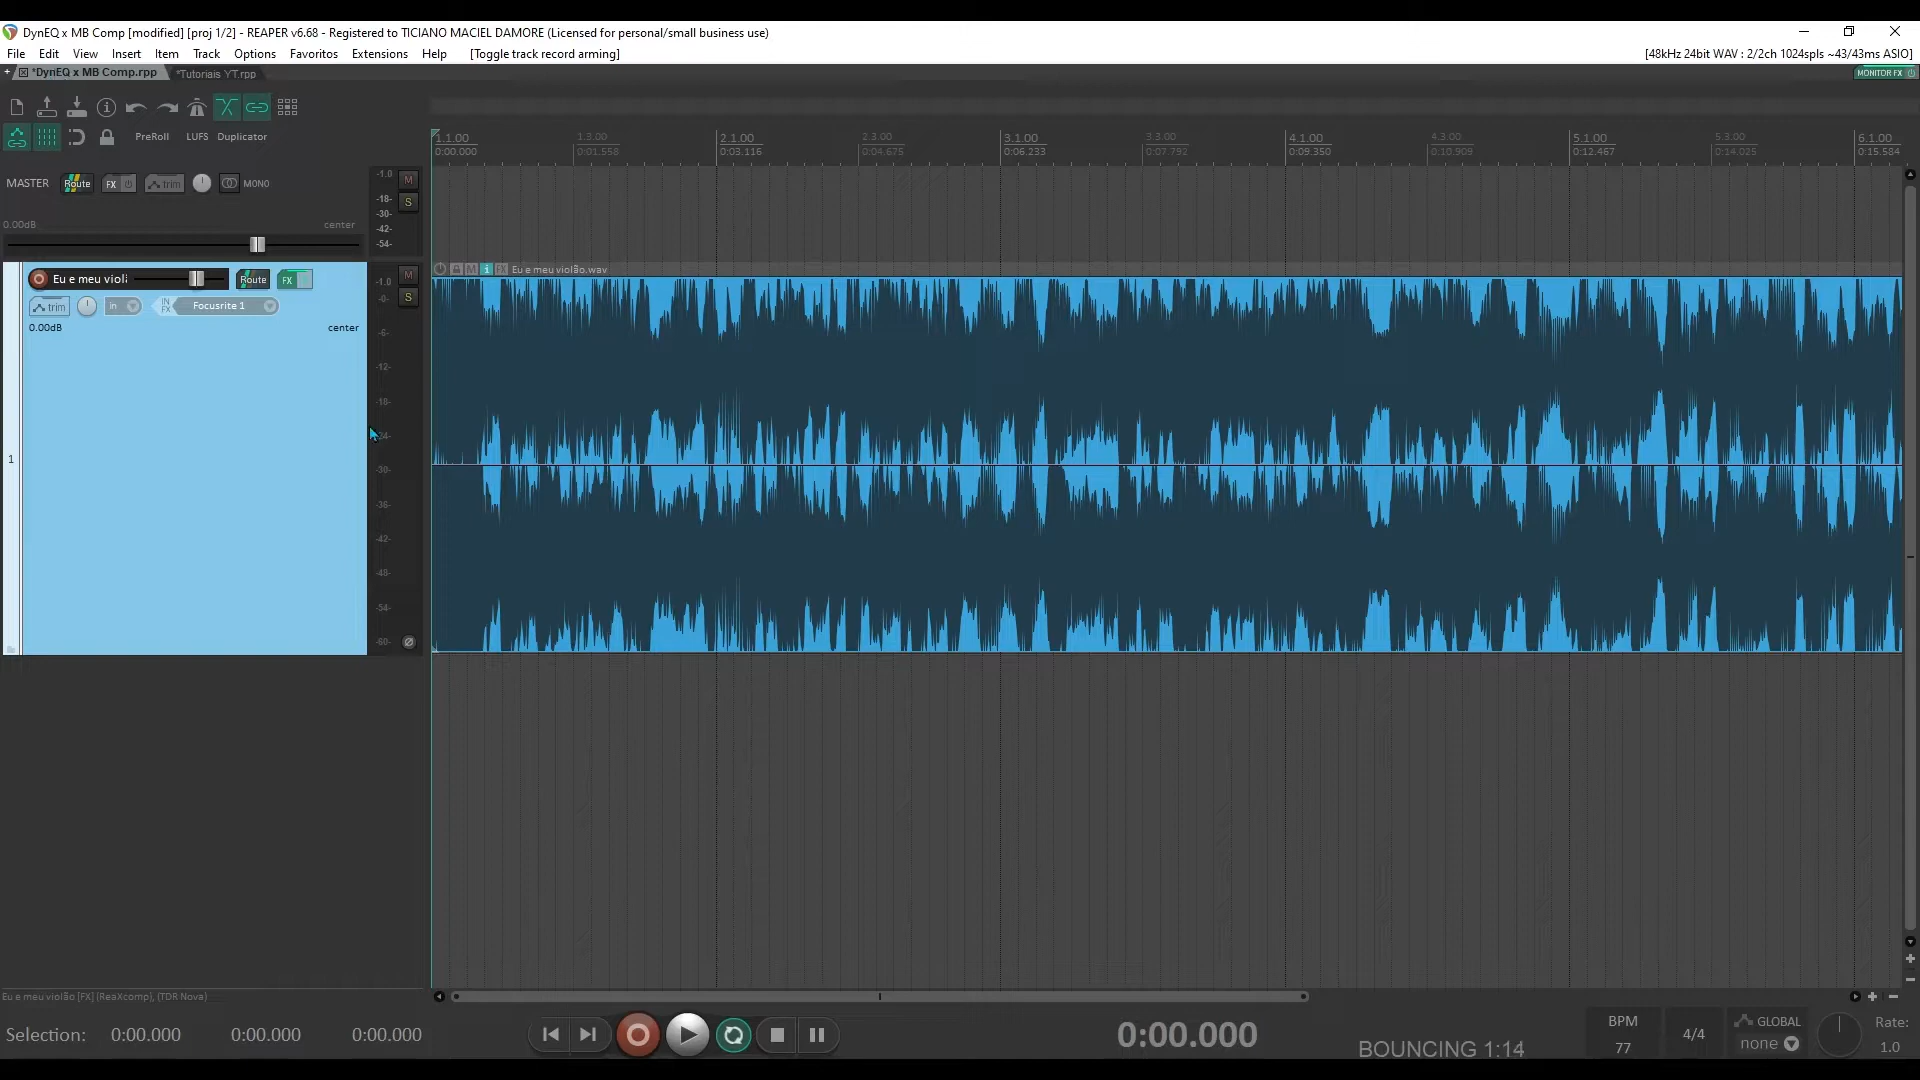 DynEQ x MB Comp [modified] [proj 1/2] - REAPER v6.68 - Registered to TICIANO MACIEL DAMORE (Licensed for personal/small business use)
File Edit View Insert Item Track Options Favoritos Extensions Help [Toggle track record arming] [48kHz 24bit WAV : 2/2ch 1024spls ~43/43ms ASIO]
+ *DynEQ x MB Comp.rpp *Tutoriais YT.rpp MONITOR FX
PreRoll LUFS Duplicator
1.1.00 1.3.00 2.1.00 2.3.00 3.1.00 3.3.00 4.1.00 4.3.00 5.1.00 5.3.00 6.1.00
0:00.000 0:01.558 0:03.116 0:04.675 0:06.233 0:07.792 0:09.350 0:10.909 0:12.467 0:14.025 0:15.584
MASTER Route FX trim MONO
-1.0 M
-18- S
-30-
-42-
-54-
0.00dB center
Eu e meu violã Route FX
trim in IN FX Focusrite 1
0.00dB center
-1.0 M
-0- S
-6-
-12-
-18-
-24-
-30-
-36-
-42-
-48-
-54-
-60-
1
M i FX Eu e meu violão.wav
Eu e meu violão [FX] (ReaXcomp), (TDR Nova)
Selection: 0:00.000 0:00.000 0:00.000
0:00.000
BOUNCING 1:14
BPM
77
4/4
GLOBAL
none
Rate:
1.0